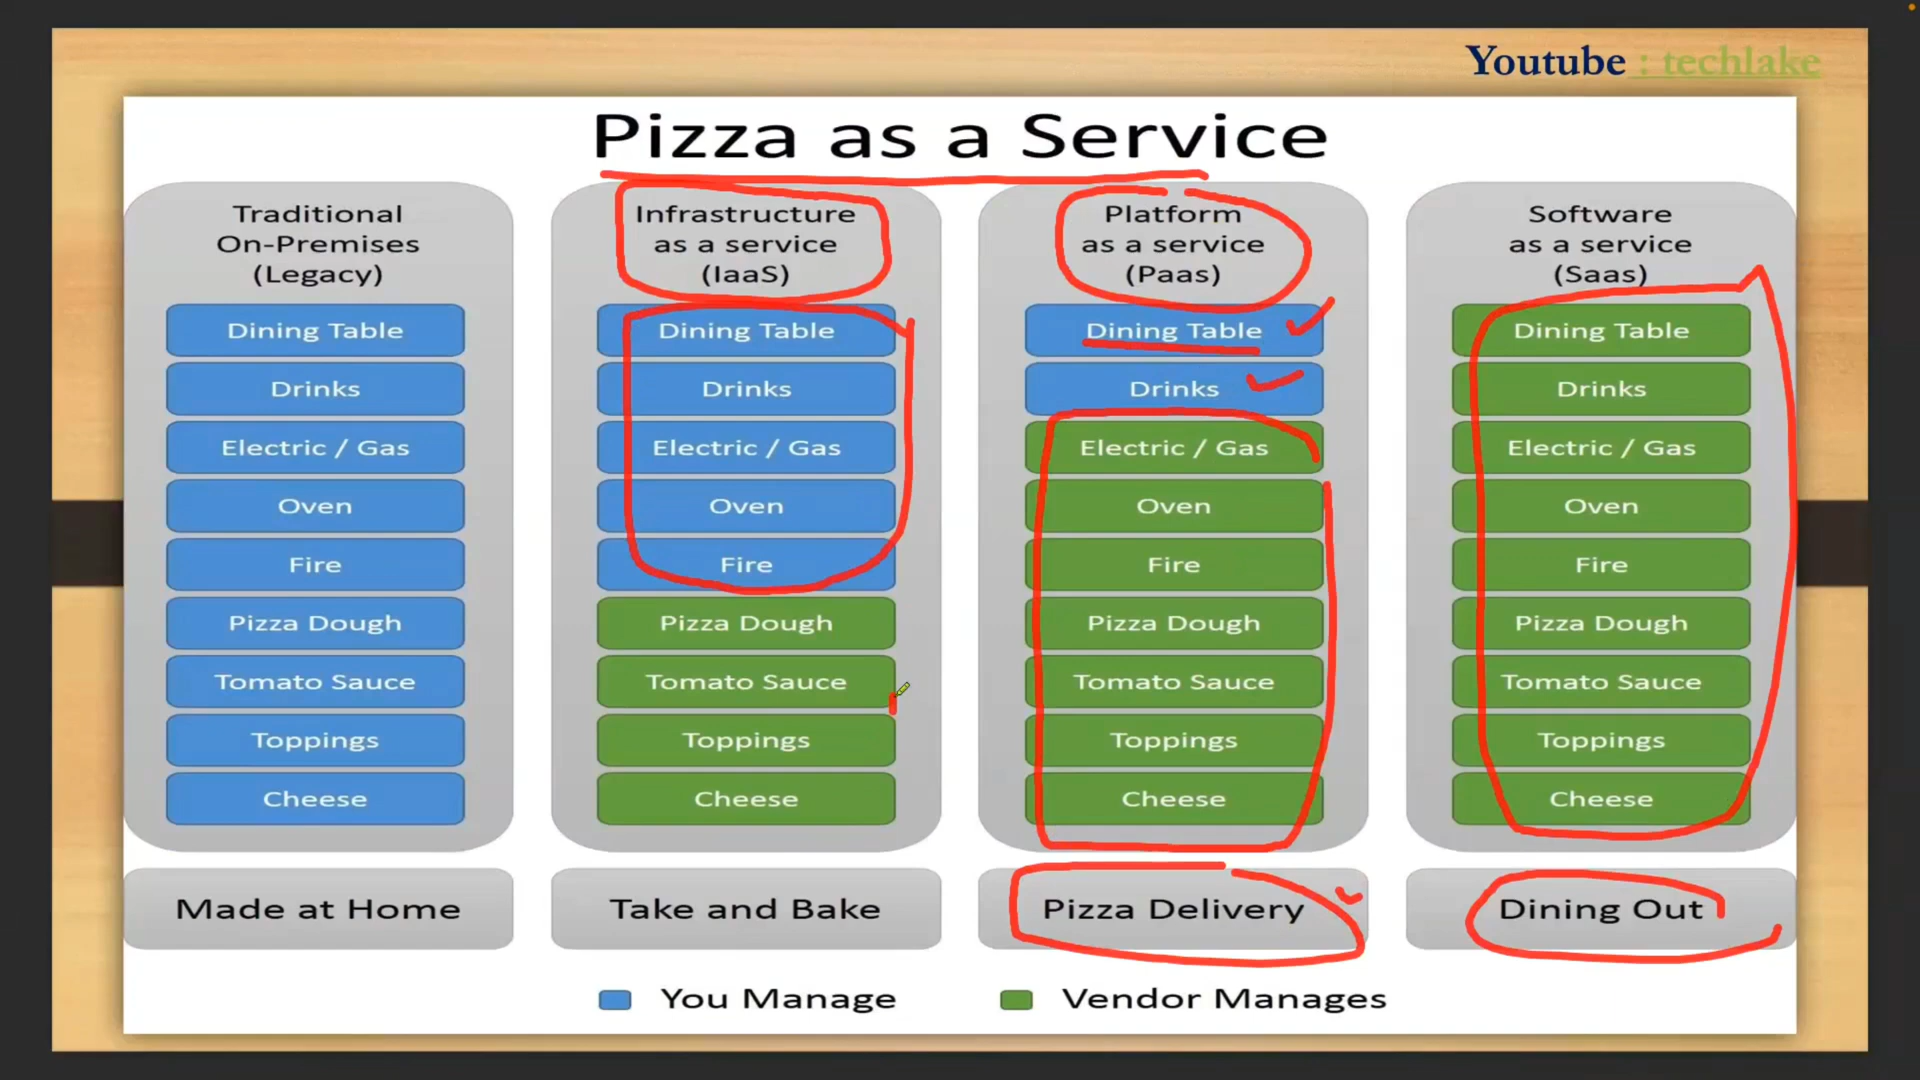 Youtube : techlake
Pizza as a Service
Traditional
On-Premises
(Legacy)
Dining Table
Drinks
Electric / Gas
Oven
Fire
Pizza Dough
Tomato Sauce
Toppings
Cheese
Made at Home
Infrastructure
as a service
(IaaS)
Dining Table
Drinks
Electric / Gas
Oven
Fire
Pizza Dough
Tomato Sauce
Toppings
Cheese
Take and Bake
Platform
as a service
(Paas)
Dining Table
Drinks
Electric / Gas
Oven
Fire
Pizza Dough
Tomato Sauce
Toppings
Cheese
Pizza Delivery
Software
as a service
(Saas)
Dining Table
Drinks
Electric / Gas
Oven
Fire
Pizza Dough
Tomato Sauce
Toppings
Cheese
Dining Out
You Manage
Vendor Manages